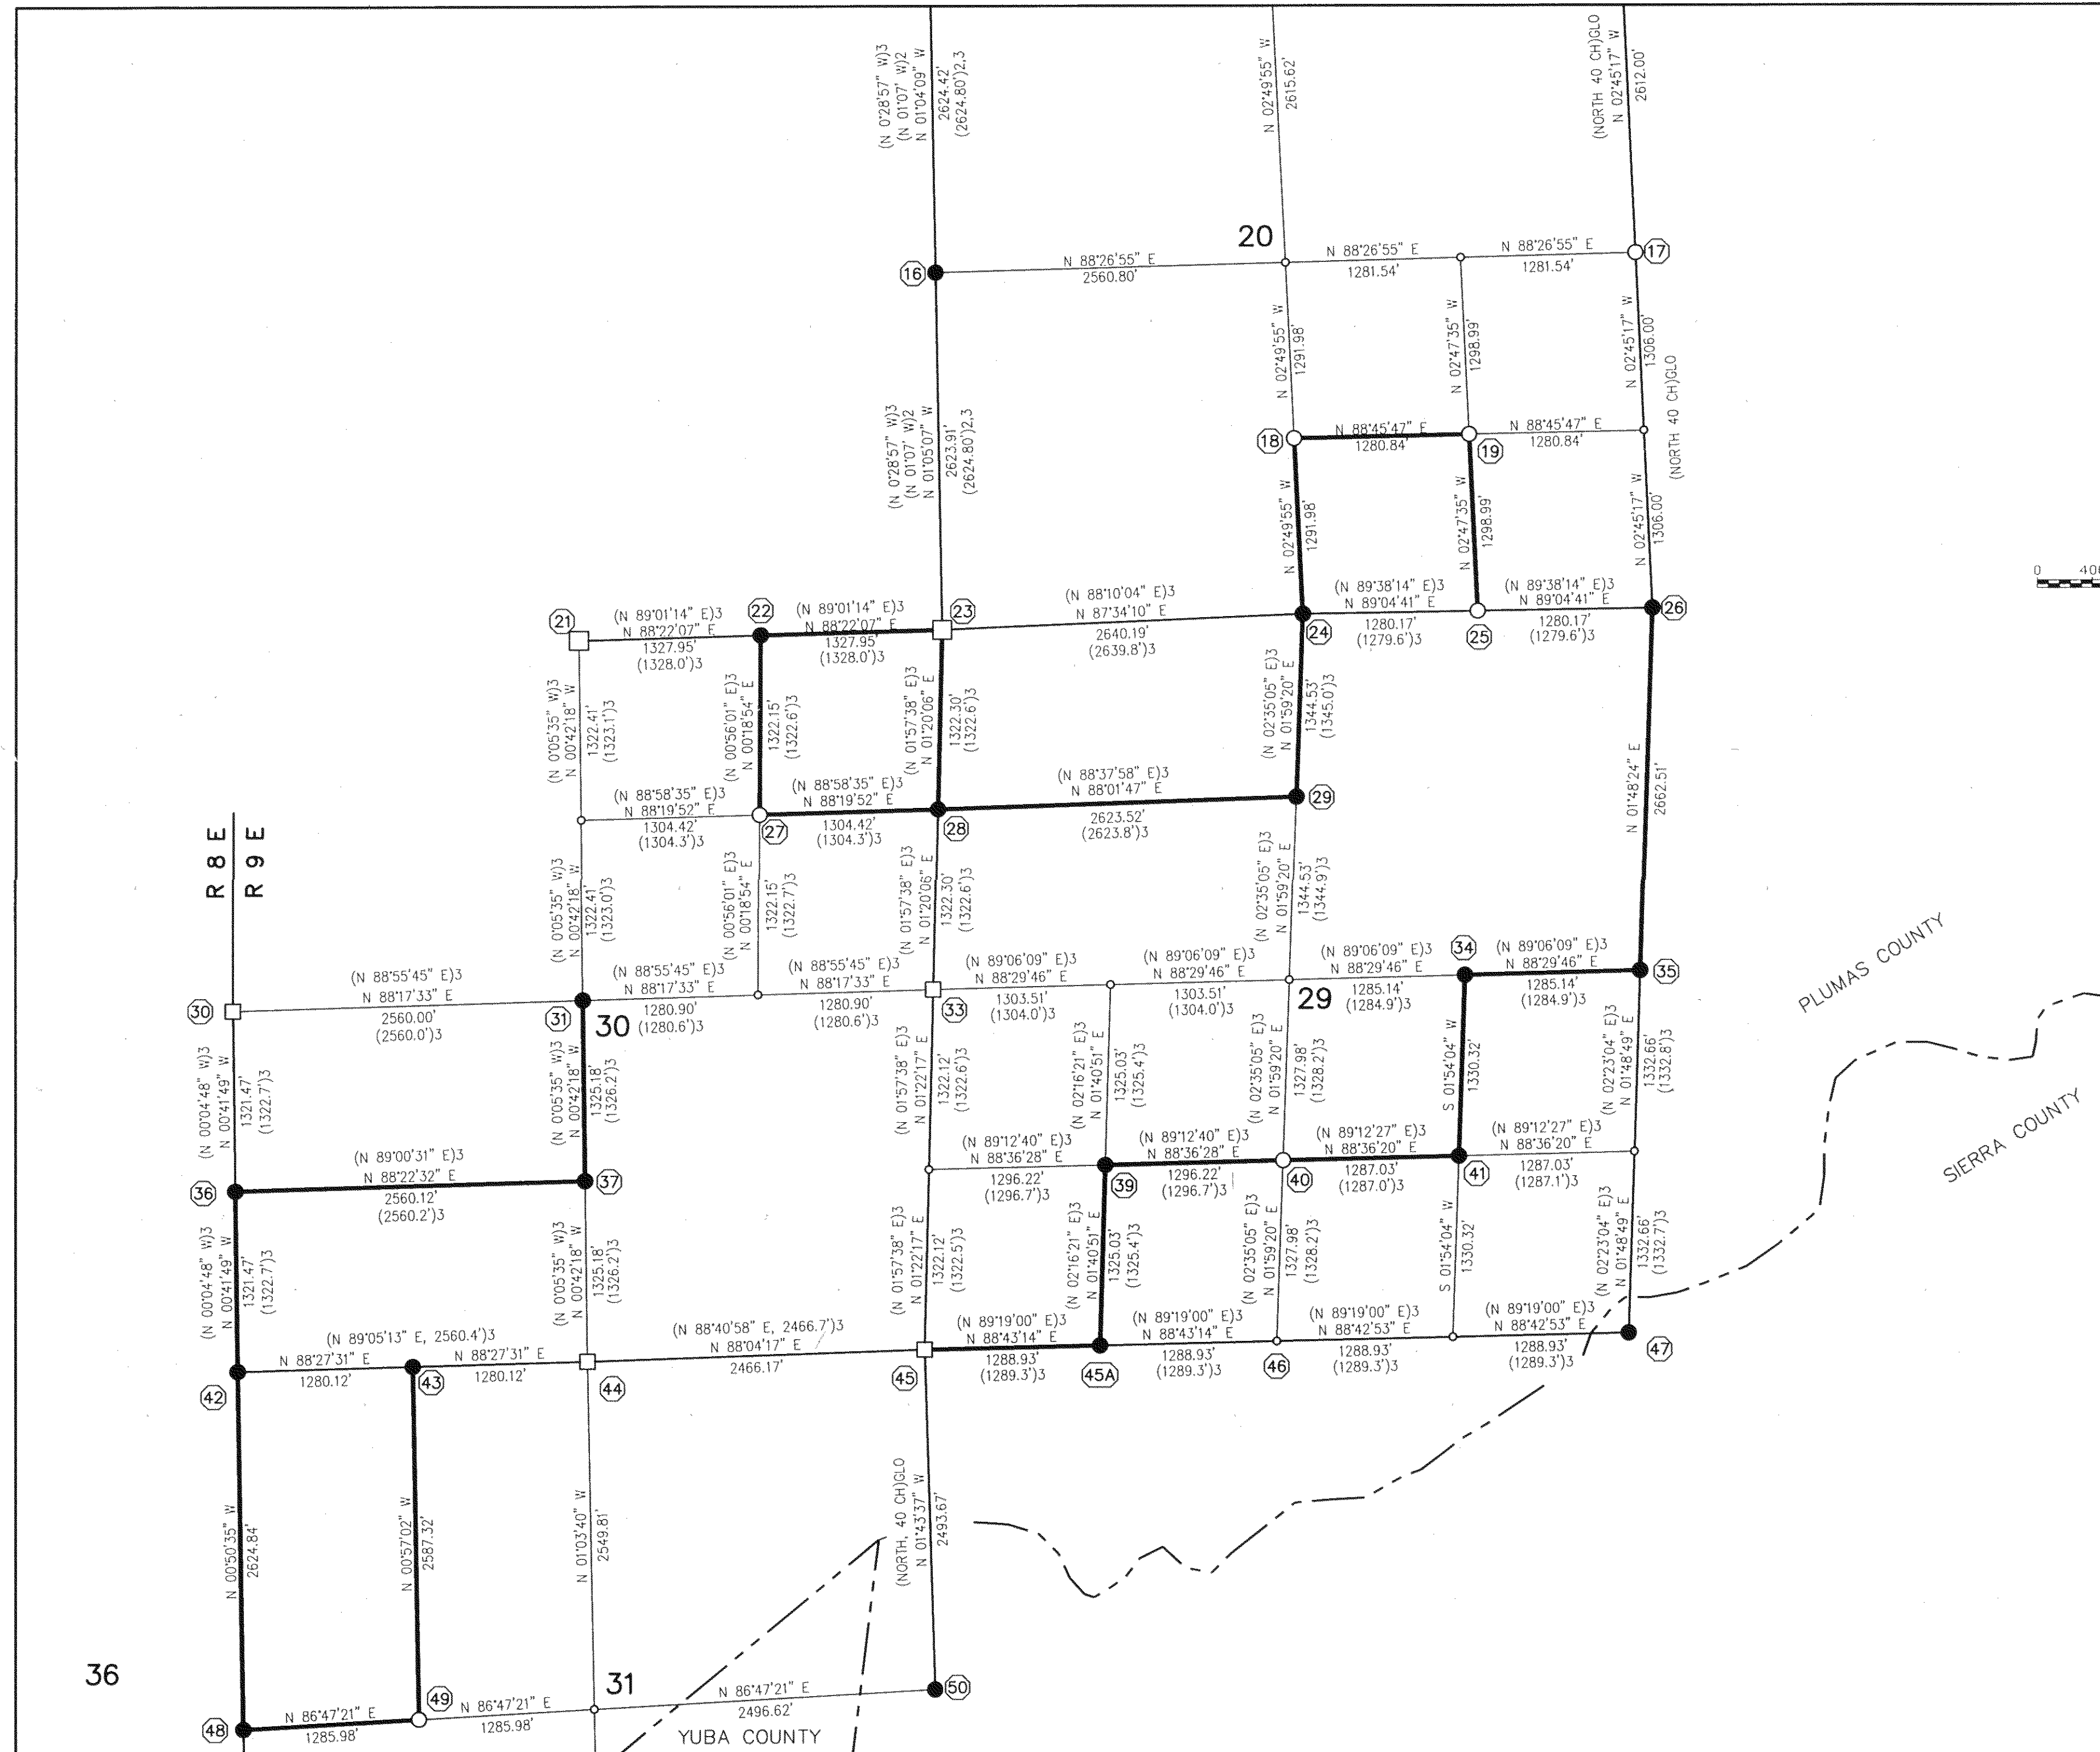 (N 0°28'57" W)3
(N 01°07' W)2
N 01°04'09" W
2624.42'
(2624.80')2,3
N 02°49'55" W
2615.62'
(NORTH 40 CH)GLO
N 02°45'17" W
2612.00'
20
16
N 88°26'55" E
2560.80'
N 88°26'55" E
1281.54'
N 88°26'55" E
1281.54'
17
(N 0°28'57" W)3
(N 01°07' W)2
N 01°05'07" W
2623.91'
(2624.80')2,3
N 02°49'55" W
1291.98'
N 02°47'35" W
1298.99'
N 02°45'17" W
1306.00'
(NORTH 40 CH)GLO
18
N 88°45'47" E
1280.84'
19
N 88°45'47" E
1280.84'
N 02°49'55" W
1291.98'
N 02°47'35" W
1298.99'
N 02°45'17" W
1306.00'
0
21
(N 89°01'14" E)3
N 88°22'07" E
1327.95'
(1328.0')3
22
(N 89°01'14" E)3
N 88°22'07" E
1327.95'
(1328.0')3
23
(N 88°10'04" E)3
N 87°34'10" E
2640.19'
(2639.8')3
24
(N 89°38'14" E)3
N 89°04'41" E
1280.17'
(1279.6')3
25
(N 89°38'14" E)3
N 89°04'41" E
1280.17'
(1279.6')3
26
(N 0°05'35" W)3
N 00°42'18" W
1322.41'
(1323.1')3
(N 00°56'01" E)3
N 00°18'54" E
1322.15'
(1322.6')3
(N 01°57'38" E)3
N 01°20'06" E
1322.30'
(1322.6')3
(N 02°35'05" E)3
N 01°59'20" E
1344.53'
(1345.0')3
N 01°48'24" E
2662.51'
(N 88°58'35" E)3
N 88°19'52" E
1304.42'
(1304.3')3
27
(N 88°58'35" E)3
N 88°19'52" E
1304.42'
(1304.3')3
28
(N 88°37'58" E)3
N 88°01'47" E
2623.52'
(2623.8')3
29
R 8 E
R 9 E
(N 0°05'35" W)3
N 00°42'18" W
1322.41'
(1323.0')3
(N 00°56'01" E)3
N 00°18'54" E
1322.15'
(1322.7')3
(N 01°57'38" E)3
N 01°20'06" E
1322.30'
(1322.6')3
(N 02°35'05" E)3
N 01°59'20" E
1344.53'
(1344.9')3
30
(N 88°55'45" E)3
N 88°17'33" E
2560.00'
(2560.0')3
31
30
(N 88°55'45" E)3
N 88°17'33" E
1280.90'
(1280.6')3
(N 88°55'45" E)3
N 88°17'33" E
1280.90'
(1280.6')3
33
(N 89°06'09" E)3
N 88°29'46" E
1303.51'
(1304.0')3
(N 89°06'09" E)3
N 88°29'46" E
1303.51'
(1304.0')3
29
(N 89°06'09" E)3
N 88°29'46" E
1285.14'
(1284.9')3
34
(N 89°06'09" E)3
N 88°29'46" E
1285.14'
(1284.9')3
35
PLUMAS COUNTY
SIERRA COUNTY
(N 00°04'48" W)3
N 00°41'49" W
1321.47'
(1322.7')3
(N 0°05'35" W)3
N 00°42'18" W
1325.18'
(1326.2')3
(N 01°57'38" E)3
N 01°22'17" E
1322.12'
(1322.6')3
(N 02°16'21" E)3
N 01°40'51" E
1325.03'
(1325.4')3
(N 02°35'05" E)3
N 01°59'20" E
1327.98'
(1328.2')3
S 01°54'04" W
1330.32'
(N 02°23'04" E)3
N 01°48'49" E
1332.66'
(1332.8')3
36
(N 89°00'31" E)3
N 88°22'32" E
2560.12'
(2560.2')3
37
(N 89°12'40" E)3
N 88°36'28" E
1296.22'
(1296.7')3
39
(N 89°12'40" E)3
N 88°36'28" E
1296.22'
(1296.7')3
40
(N 89°12'27" E)3
N 88°36'20" E
1287.03'
(1287.0')3
41
(N 89°12'27" E)3
N 88°36'20" E
1287.03'
(1287.1')3
(N 00°04'48" W)3
N 00°41'49" W
1321.47'
(1322.7')3
(N 0°05'35" W)3
N 00°42'18" W
1325.18'
(1326.2')3
(N 01°57'38" E)3
N 01°22'17" E
1322.12'
(1322.5')3
(N 02°16'21" E)3
N 01°40'51" E
1325.03'
(1325.4')3
(N 02°35'05" E)3
N 01°59'20" E
1327.98'
(1328.2')3
S 01°54'04" W
1330.32'
(N 02°23'04" E)3
N 01°48'49" E
1332.66'
(1332.7')3
42
(N 89°05'13" E, 2560.4')3
N 88°27'31" E
1280.12'
43
N 88°27'31" E
1280.12'
44
(N 88°40'58" E, 2466.7')3
N 88°04'17" E
2466.17'
45
(N 89°19'00" E)3
N 88°43'14" E
1288.93'
(1289.3')3
45A
(N 89°19'00" E)3
N 88°43'14" E
1288.93'
(1289.3')3
46
(N 89°19'00" E)3
N 88°42'53" E
1288.93'
(1289.3')3
(N 89°19'00" E)3
N 88°42'53" E
1288.93'
(1289.3')3
47
N 00°50'35" W
2624.84'
N 00°57'02" W
2587.32'
N 01°03'40" W
2549.81'
(NORTH, 40 CH)GLO
N 01°43'37" W
2493.67'
36
48
N 86°47'21" E
1285.98'
49
N 86°47'21" E
1285.98'
31
N 86°47'21" E
2496.62'
50
YUBA COUNTY